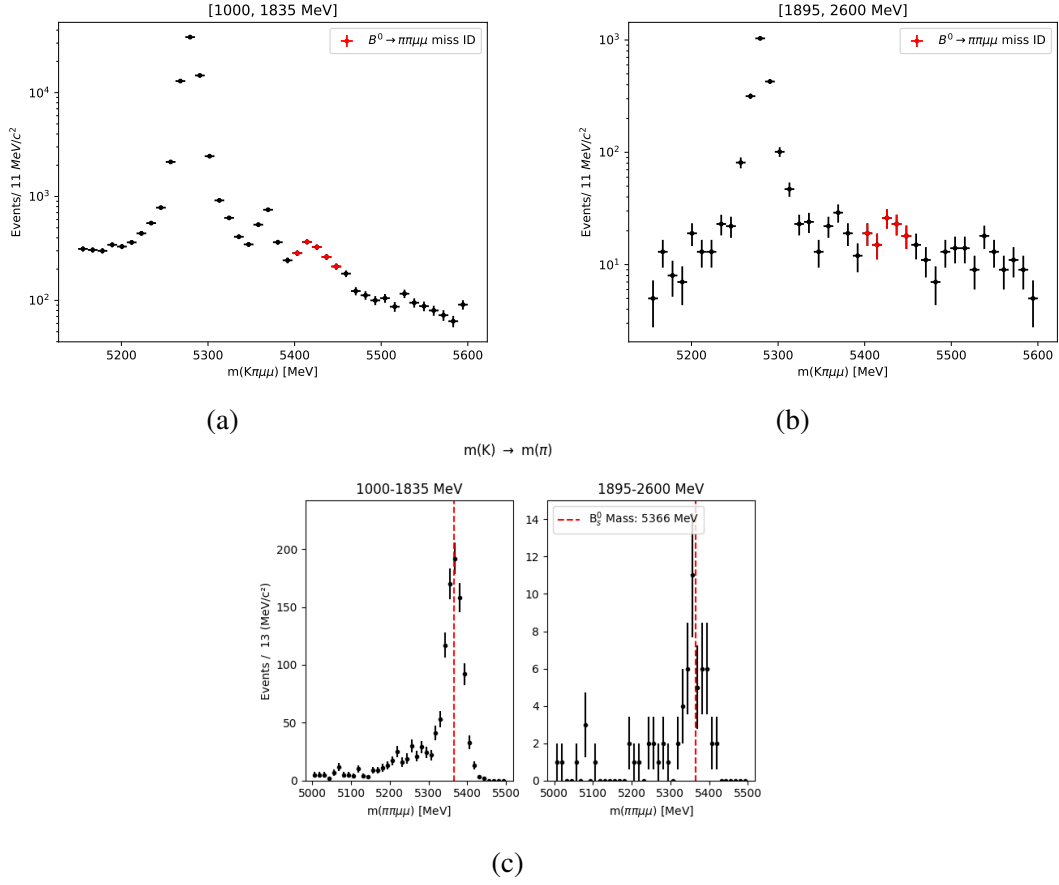 [1000, 1835 MeV]
B⁰ → ππμμ miss ID
Events/ 11 MeV/c²
10⁴
10³
10²
5200 5300 5400 5500 5600
m(Kπμμ) [MeV]
(a)
[1895, 2600 MeV]
B⁰ → ππμμ miss ID
Events/ 11 MeV/c²
10³
10²
10¹
5200 5300 5400 5500 5600
m(Kπμμ) [MeV]
(b)
m(K) → m(π)
1000-1835 MeV
Events / 13 (MeV/c²)
200
150
100
50
0
5000 5100 5200 5300 5400 5500
m(ππμμ) [MeV]
1895-2600 MeV
B⁰ₛ Mass: 5366 MeV
14
12
10
8
6
4
2
0
5000 5100 5200 5300 5400 5500
m(ππμμ) [MeV]
(c)